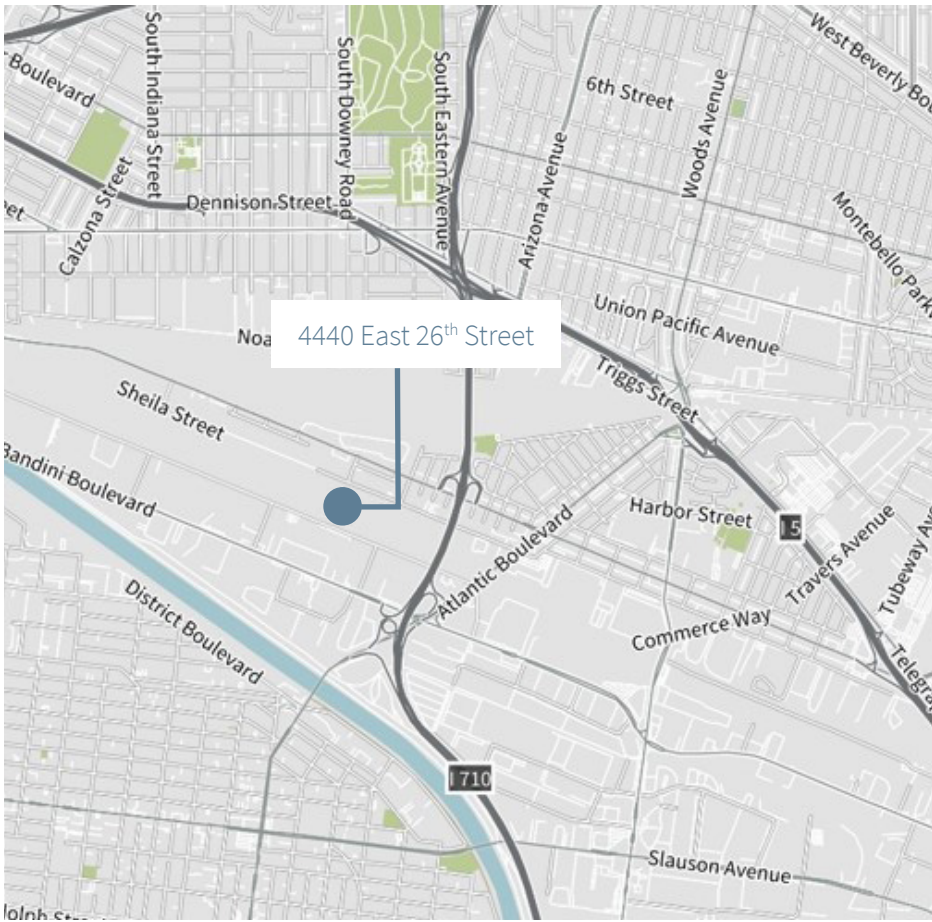 West Beverly Bou
South Indiana Street
South Downey Road
South Eastern Avenue
Boulevard
6th Street
Woods Avenue
Arizona Avenue
Calzona Street
Dennison Street
Montebello Park
Union Pacific Avenue
4440 East 26th Street
Noa
Triggs Street
Sheila Street
Bandini Boulevard
Harbor Street
I 5
Travers Avenue
Tubeway Av
Atlantic Boulevard
District Boulevard
Commerce Way
Telegra
I 710
Slauson Avenue